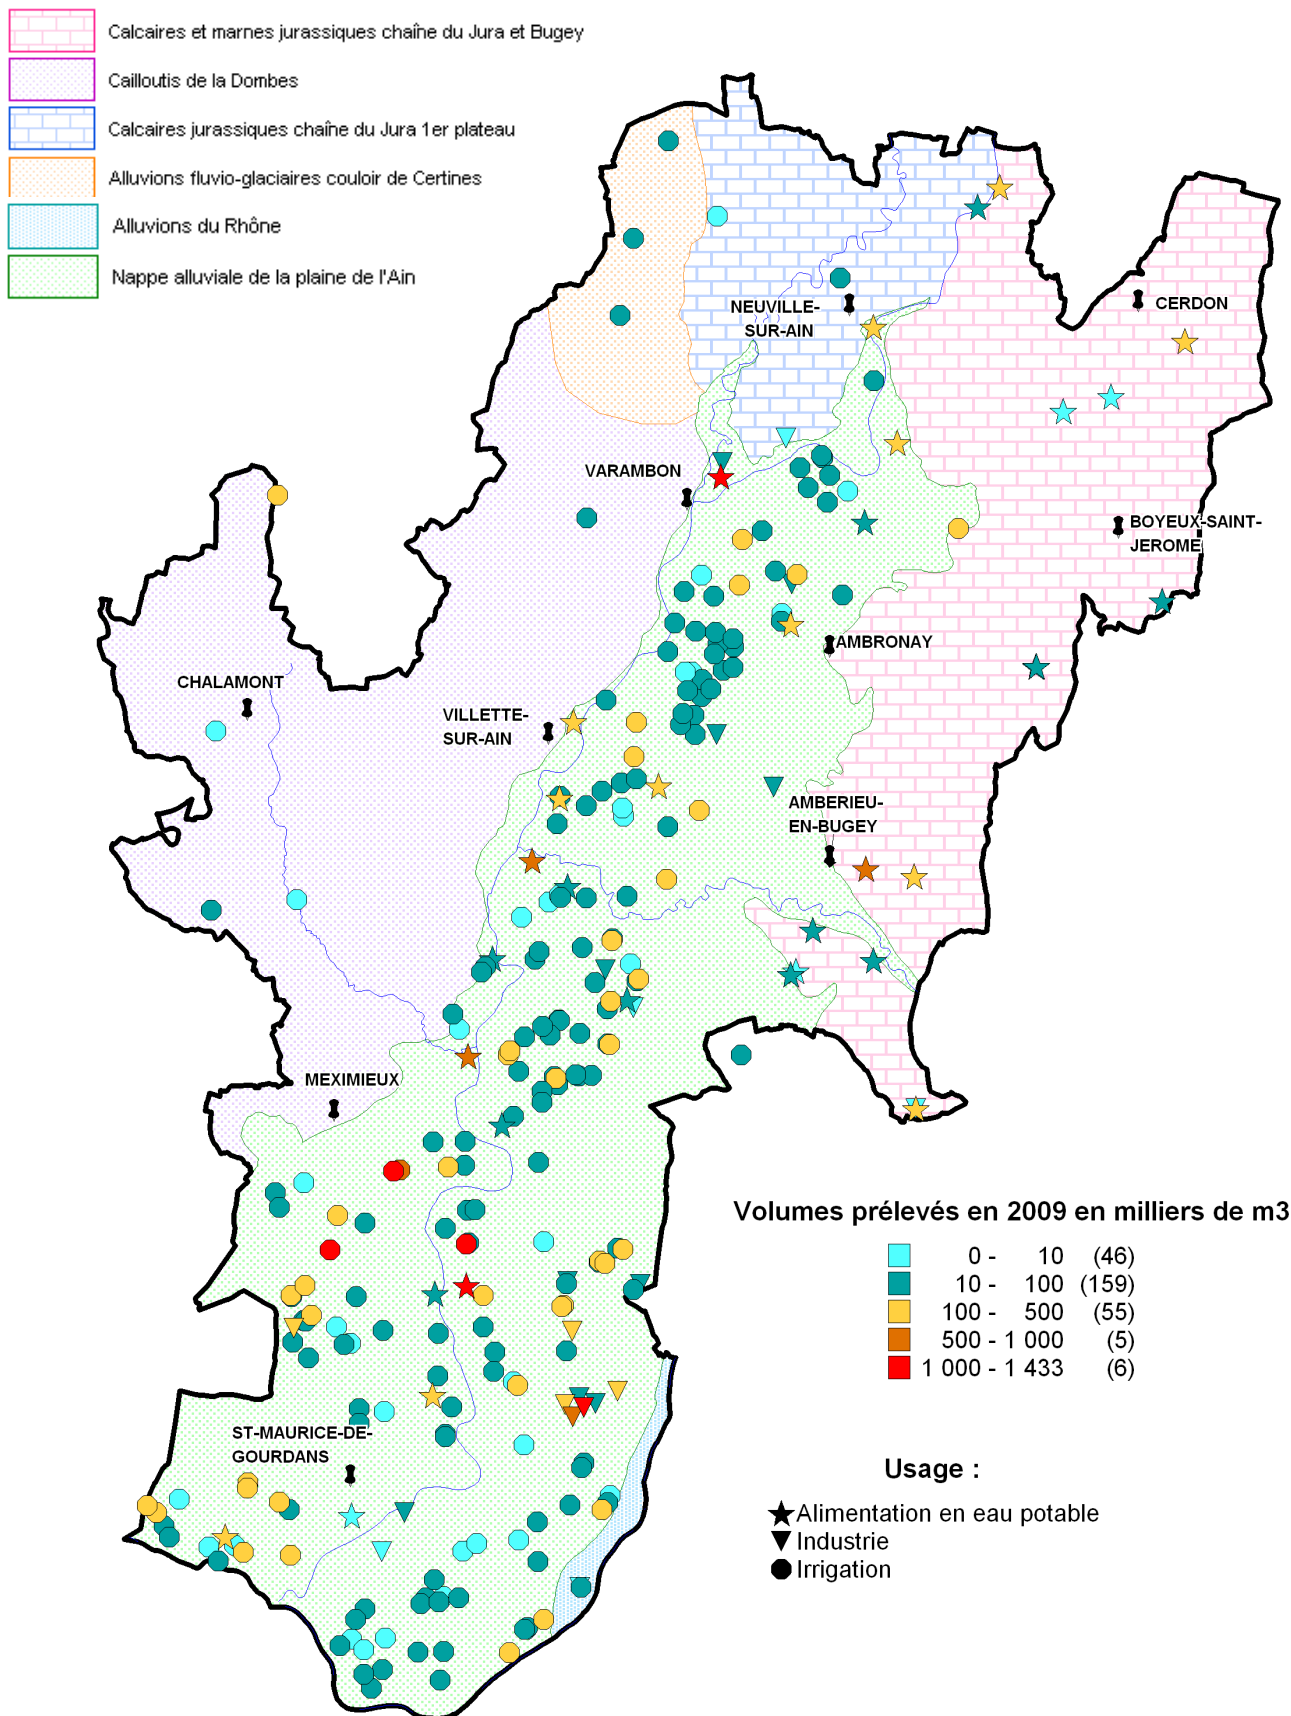 Calcaires et marnes jurassiques chaîne du Jura et Bugey
Cailloutis de la Dombes
Calcaires jurassiques chaîne du Jura 1er plateau
Alluvions fluvio-glaciaires couloir de Certines
Alluvions du Rhône
Nappe alluviale de la plaine de l'Ain
NEUVILLE-
SUR-AIN
CERDON
VARAMBON
BOYEUX-SAINT-
JEROME
AMBRONAY
CHALAMONT
VILLETTE-
SUR-AIN
AMBERIEU-
EN-BUGEY
MEXIMIEUX
ST-MAURICE-DE-
GOURDANS
Volumes prélevés en 2009 en milliers de m3
0 - 10 (46)
10 - 100 (159)
100 - 500 (55)
500 - 1 000 (5)
1 000 - 1 433 (6)
Usage :
Alimentation en eau potable
Industrie
Irrigation